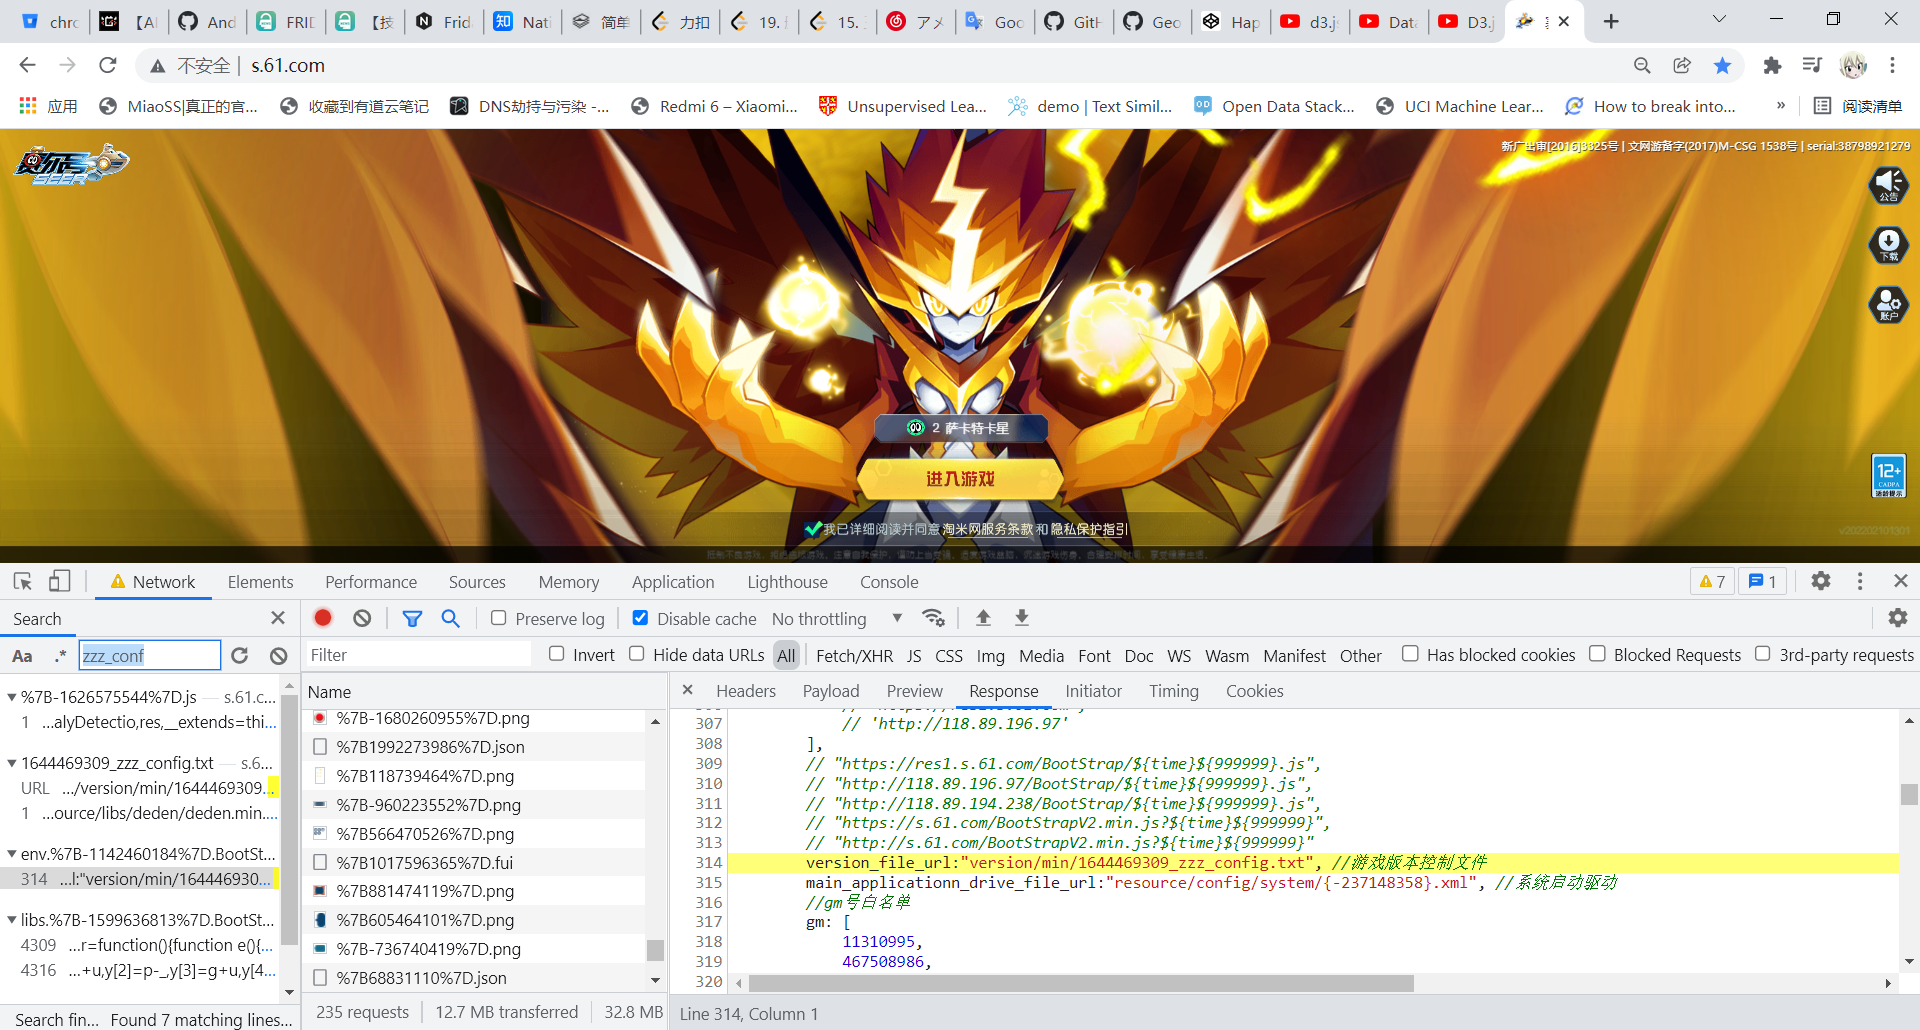 chrc 【AI And FRID 【技 Frid Nati 简单 力扣 19. 15. 三 アメ Goo GitH Geo Hap d3.js Data D3.j
不安全 | s.61.com
应用 MiaoSS|真正的官... 收藏到有道云笔记 DNS劫持与污染 -... Redmi 6 – Xiaomi... Unsupervised Lea... demo | Text Simil... Open Data Stack... UCI Machine Lear... How to break into... » 阅读清单
赛尔号
SEER
新广出审[2016]3325号 | 文网游备字(2017)M-CSG 1538号 | serial:38798921279
公告
下载
账户
2 萨卡特卡星
进入游戏
12+
CADPA
适龄提示
我已详细阅读并同意 淘米网服务条款 和 隐私保护指引
v202202101301
Network Elements Performance Sources Memory Application Lighthouse Console 7 1
Search
Preserve log Disable cache No throttling
Aa .* zzz_conf
Filter Invert Hide data URLs All Fetch/XHR JS CSS Img Media Font Doc WS Wasm Manifest Other Has blocked cookies Blocked Requests 3rd-party requests
%7B-1626575544%7D.js — s.61.c...
1 ...alyDetectio,res,__extends=thi...
1644469309_zzz_config.txt — s.6...
URL .../version/min/1644469309...
1 ...ource/libs/deden/deden.min....
env.%7B-1142460184%7D.BootSt...
314 ...l:"version/min/164446930...
libs.%7B-1599636813%7D.BootSt...
4309 ...r=function(){function e(){...
4316 ...+u,y[2]=p-_,y[3]=g+u,y[4...
Search fin... Found 7 matching lines...
Name
%7B-1680260955%7D.png
%7B1992273986%7D.json
%7B118739464%7D.png
%7B-960223552%7D.png
%7B566470526%7D.png
%7B1017596365%7D.fui
%7B881474119%7D.png
%7B605464101%7D.png
%7B-736740419%7D.png
%7B68831110%7D.json
235 requests 12.7 MB transferred 32.8 MB
Headers Payload Preview Response Initiator Timing Cookies
307 // 'http://118.89.196.97'
308 ],
309 // "https://res1.s.61.com/BootStrap/${time}${999999}.js",
310 // "http://118.89.196.97/BootStrap/${time}${999999}.js",
311 // "http://118.89.194.238/BootStrap/${time}${999999}.js",
312 // "https://s.61.com/BootStrapV2.min.js?${time}${999999}",
313 // "http://s.61.com/BootStrapV2.min.js?${time}${999999}"
314 version_file_url:"version/min/1644469309_zzz_config.txt", //游戏版本控制文件
315 main_applicationn_drive_file_url:"resource/config/system/{-237148358}.xml", //系统启动驱动
316 //gm号白名单
317 gm: [
318 11310995,
319 467508986,
320
Line 314, Column 1